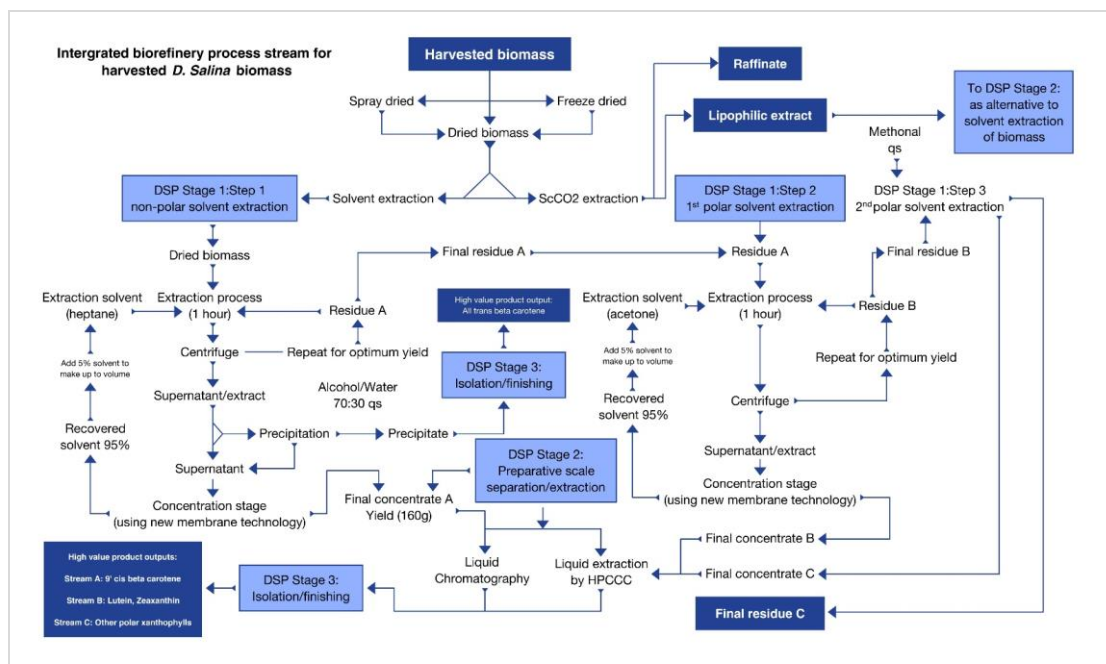 Intergrated biorefinery process stream for
harvested D. Salina biomass
Harvested biomass
Raffinate
Spray dried
Freeze dried
Lipophilic extract
To DSP Stage 2:
as alternative to
solvent extraction
of biomass
Dried biomass
Methonal
qs
DSP Stage 1:Step 1
non-polar solvent extraction
Solvent extraction
ScCO2 extraction
DSP Stage 1:Step 2
1st polar solvent extraction
DSP Stage 1:Step 3
2nd polar solvent extraction
Dried biomass
Final residue A
Residue A
Final residue B
Extraction solvent
(heptane)
Extraction process
(1 hour)
Residue A
High value product output:
All trans beta carotene
Extraction solvent
(acetone)
Extraction process
(1 hour)
Residue B
Add 5% solvent to
make up to volume
Centrifuge
Repeat for optimum yield
DSP Stage 3:
Isolation/finishing
Add 5% solvent to
make up to volume
Repeat for optimum yield
Supernatant/extract
Alcohol/Water
70:30 qs
Recovered
solvent 95%
Centrifuge
Recovered
solvent 95%
Precipitation
Precipitate
Supernatant/extract
Supernatant
DSP Stage 2:
Preparative scale
separation/extraction
Concentration stage
(using new membrane technology)
Final concentrate A
Yield (160g)
Concentration stage
(using new membrane technology)
Final concentrate B
High value product outputs:
Stream A: 9' cis beta carotene
Stream B: Lutein, Zeaxanthin
Stream C: Other polar xanthophylls
DSP Stage 3:
Isolation/finishing
Liquid
Chromatography
Liquid extraction
by HPCCC
Final concentrate C
Final residue C